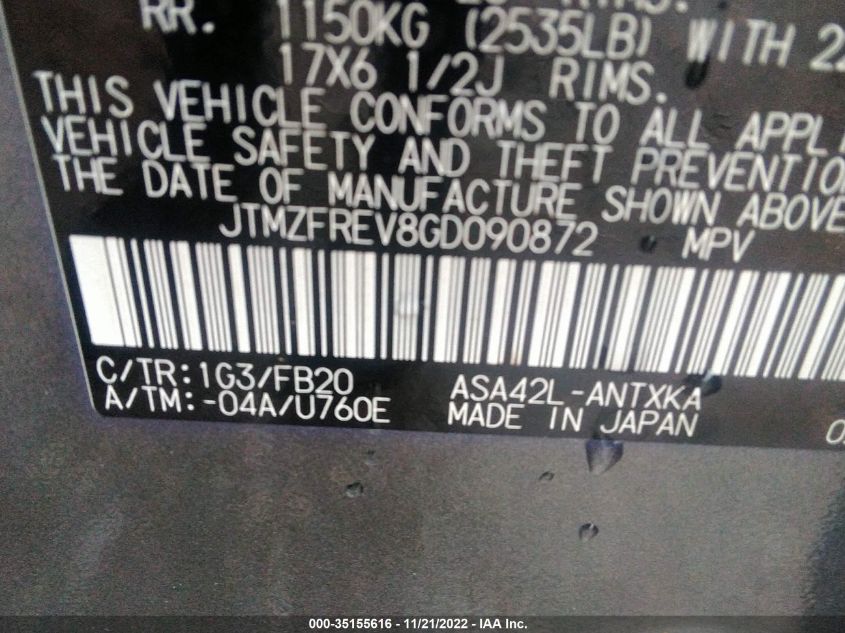 RR. 1150KG (2535LB) WITH
17X6 1/2J RIMS.
THIS VEHICLE CONFORMS TO ALL
VEHICLE SAFETY AND THEFT PREVENTION
THE DATE OF MANUFACTURE SHOWN ABOVE
JTMZFREV8GD090872 MPV
C/TR:1G3/FB20 ASA42L-ANTXKA
A/TM:-04A/U760E MADE IN JAPAN
000-35155616 - 11/21/2022 - IAA Inc.